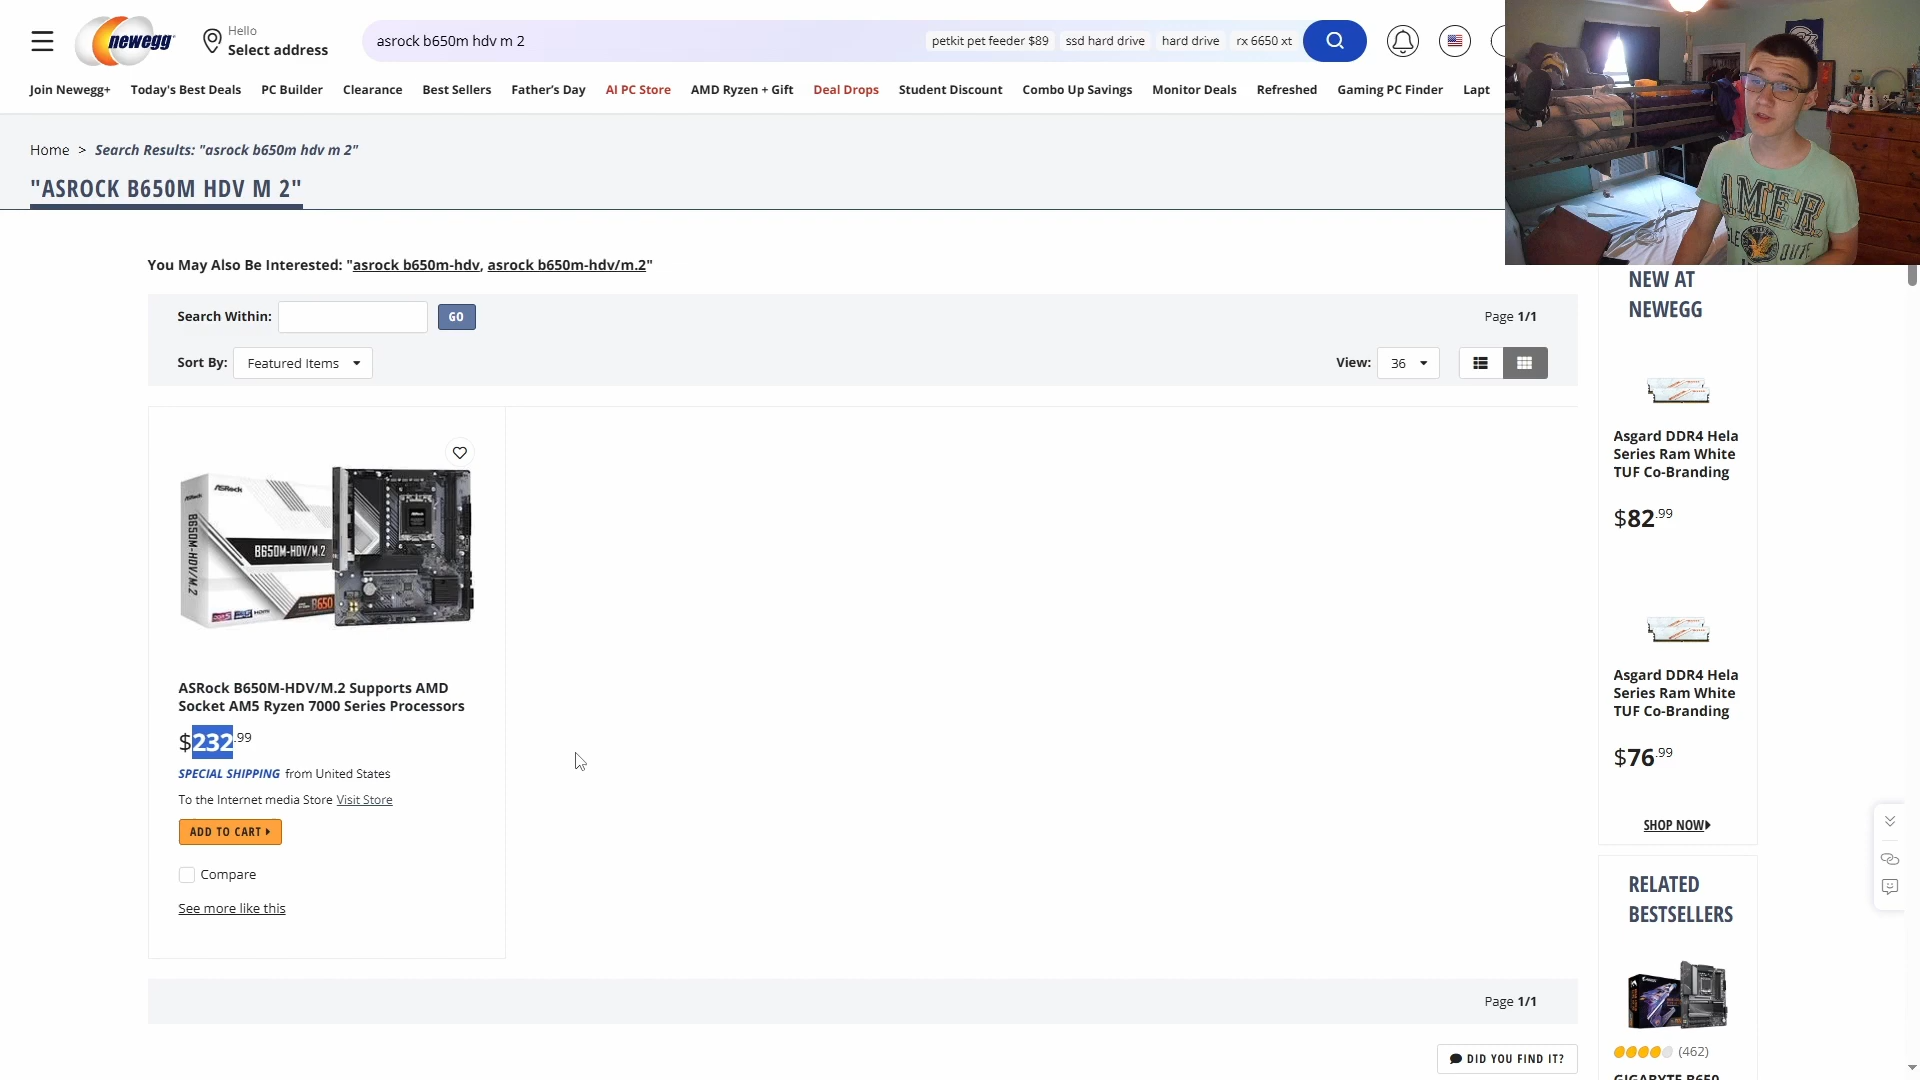 newegg
Hello
Select address
asrock b650m hdv m 2
petkit pet feeder $89
ssd hard drive
hard drive
rx 6650 xt
Join Newegg+
Today's Best Deals
PC Builder
Clearance
Best Sellers
Father's Day
AI PC Store
AMD Ryzen + Gift
Deal Drops
Student Discount
Combo Up Savings
Monitor Deals
Refreshed
Gaming PC Finder
Lapt
Home > Search Results: "asrock b650m hdv m 2"
"ASROCK B650M HDV M 2"
You May Also Be Interested: "asrock b650m-hdv, asrock b650m-hdv/m.2"
Search Within:
GO
Page 1/1
Sort By:
Featured Items
View:
36
ASRock
B650M-HDV/M.2
B650M-HDV/M.2
B650
ASRock B650M-HDV/M.2 Supports AMD
Socket AM5 Ryzen 7000 Series Processors
$232.99
SPECIAL SHIPPING from United States
To the Internet media Store Visit Store
ADD TO CART
Compare
See more like this
Page 1/1
DID YOU FIND IT?
NEW AT
NEWEGG
Asgard DDR4 Hela
Series Ram White
TUF Co-Branding
$82.99
Asgard DDR4 Hela
Series Ram White
TUF Co-Branding
$76.99
SHOP NOW
RELATED
BESTSELLERS
(462)
GIGABYTE B650